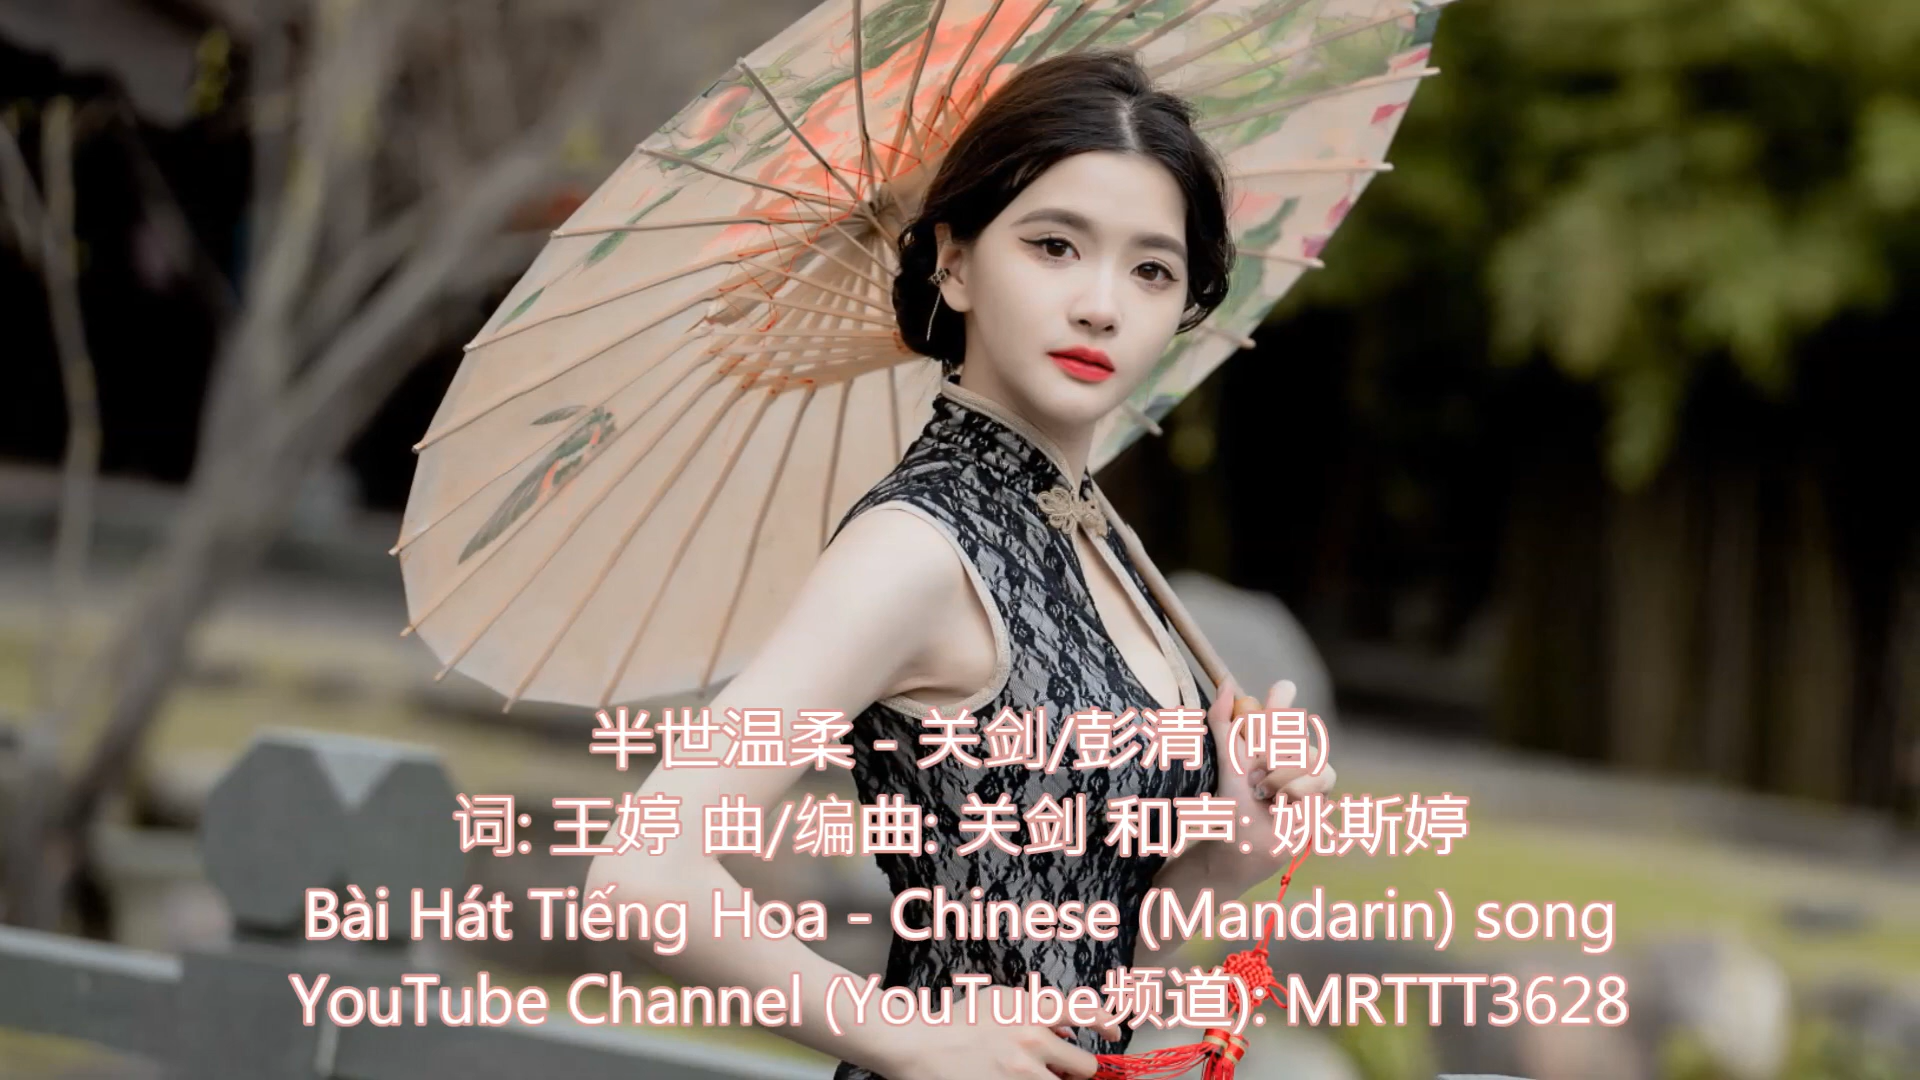 半世温柔 - 关剑/彭清 (唱)
词: 王婷 曲/编曲: 关剑 和声: 姚斯婷
Bài Hát Tiếng Hoa - Chinese (Mandarin) song
YouTube Channel (YouTube频道): MRTTT3628